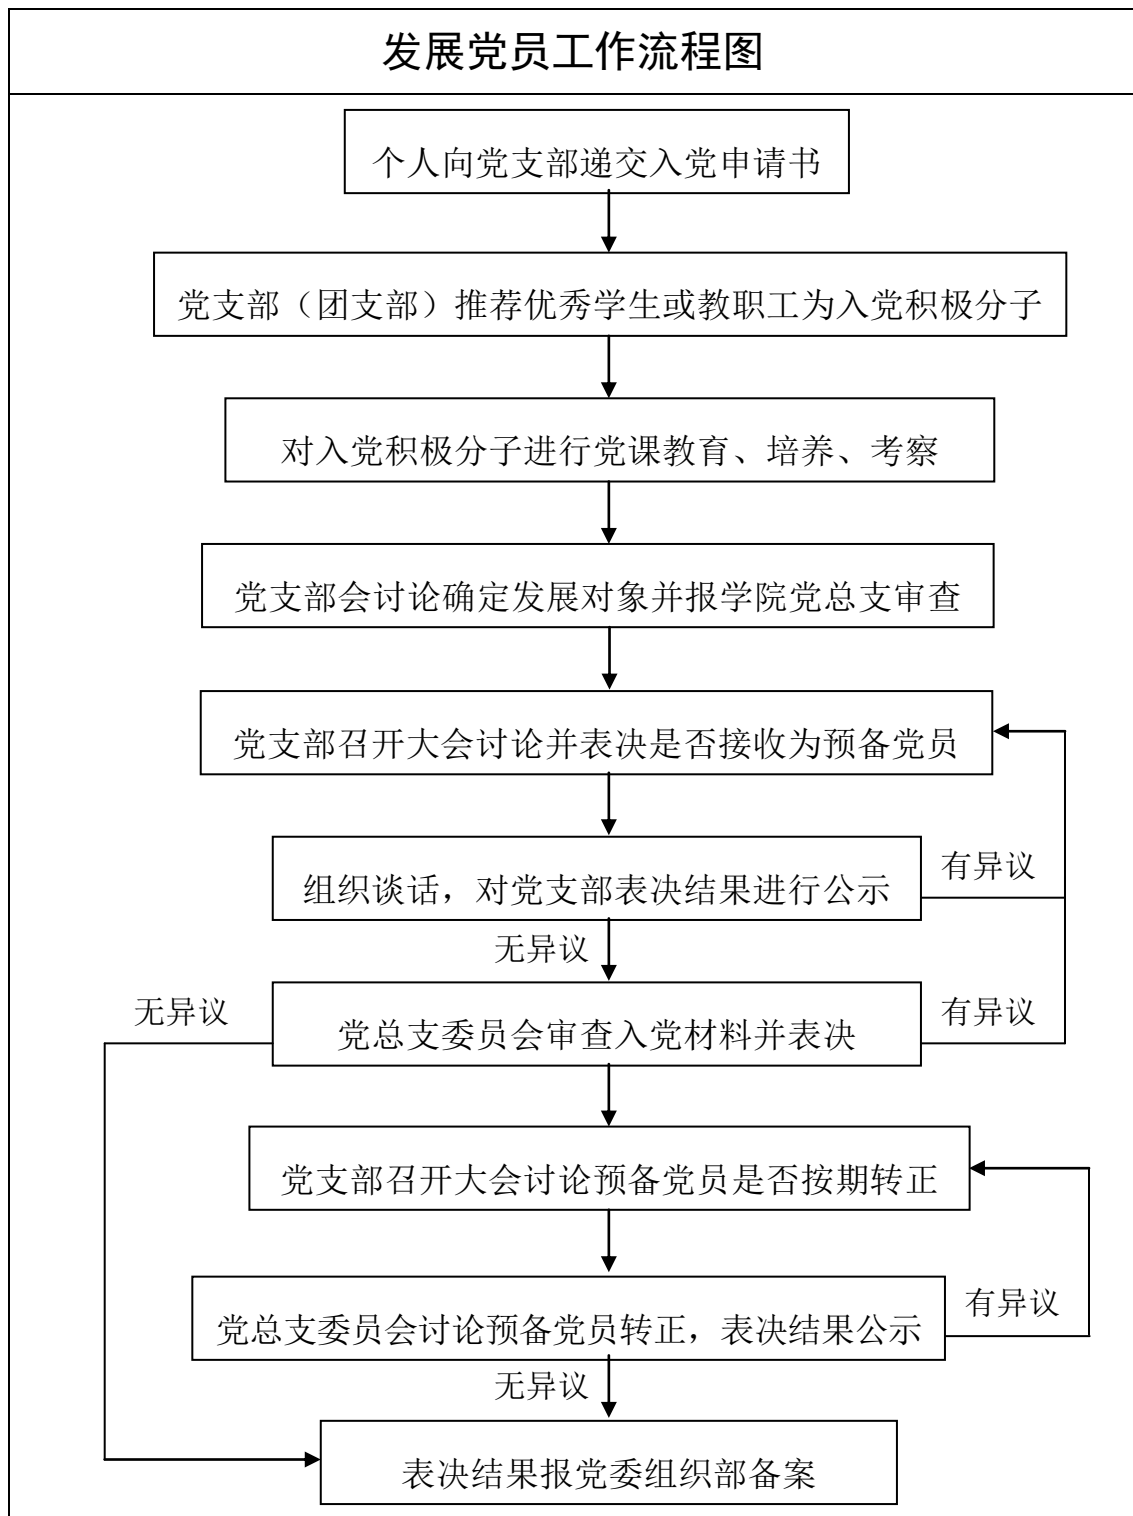 发展党员工作流程图
个人向党支部递交入党申请书
党支部（团支部）推荐优秀学生或教职工为入党积极分子
对入党积极分子进行党课教育、培养、考察
党支部会讨论确定发展对象并报学院党总支审查
党支部召开大会讨论并表决是否接收为预备党员
组织谈话，对党支部表决结果进行公示
有异议
无异议
无异议
党总支委员会审查入党材料并表决
有异议
党支部召开大会讨论预备党员是否按期转正
党总支委员会讨论预备党员转正，表决结果公示
有异议
无异议
表决结果报党委组织部备案